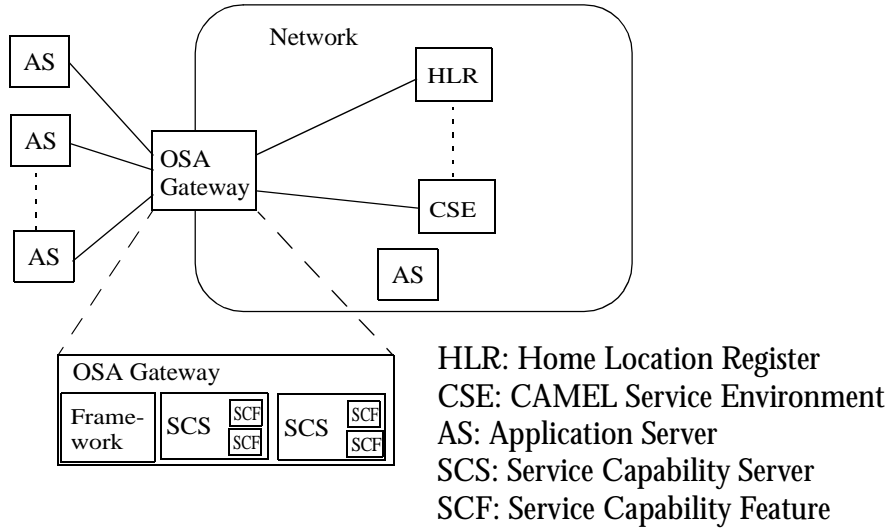 Network
AS
HLR
AS
OSA
Gateway
CSE
AS
AS
OSA Gateway
Frame-
work
SCS
SCF
SCF
SCS
SCF
SCF
HLR: Home Location Register
CSE: CAMEL Service Environment
AS: Application Server
SCS: Service Capability Server
SCF: Service Capability Feature